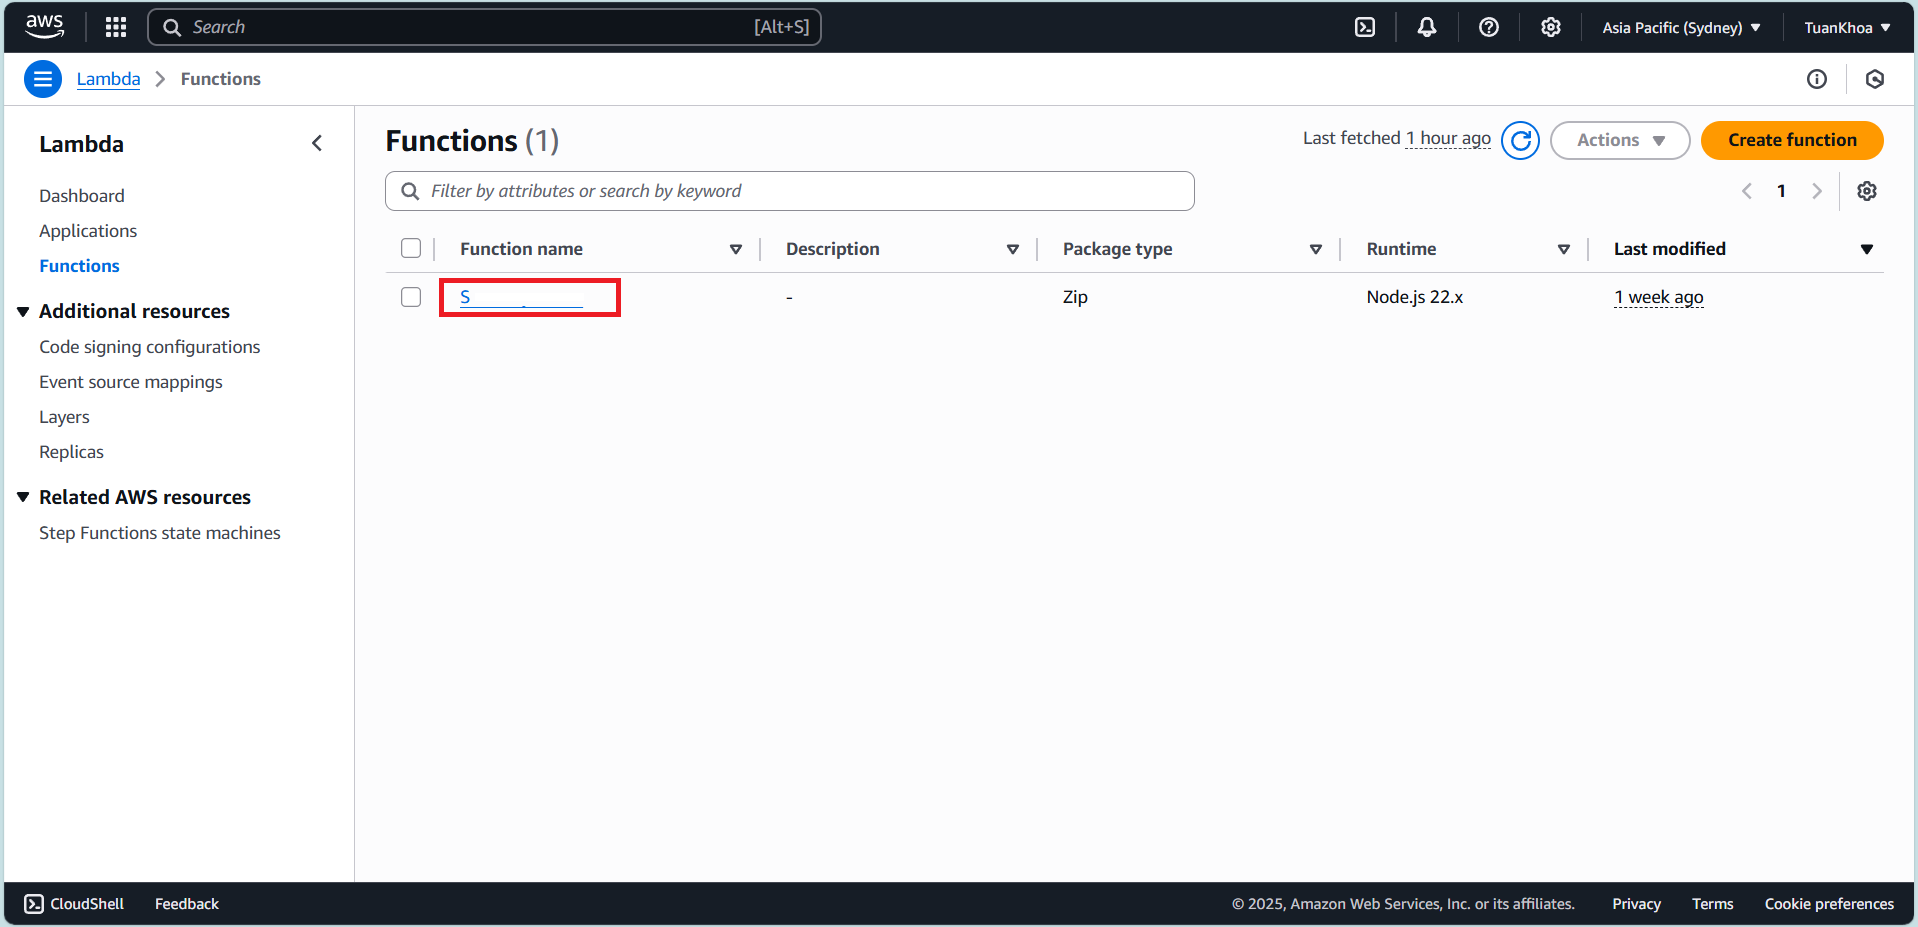 aws Search [Alt+S] Asia Pacific (Sydney) TuanKhoa
Lambda Functions
Lambda
Dashboard
Applications
Functions
Additional resources
Code signing configurations
Event source mappings
Layers
Replicas
Related AWS resources
Step Functions state machines
Functions (1)
Last fetched 1 hour ago Actions Create function
Filter by attributes or search by keyword 1
Function name Description Package type Runtime Last modified
S - Zip Node.js 22.x 1 week ago
CloudShell Feedback © 2025, Amazon Web Services, Inc. or its affiliates. Privacy Terms Cookie preferences